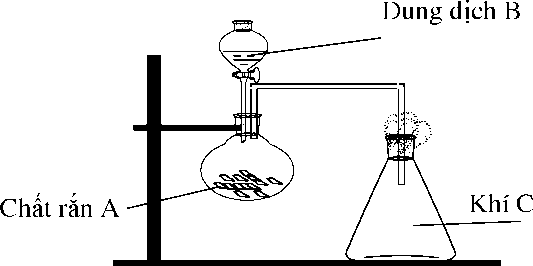 Dung dịch B
Chất rắn A
Khí C